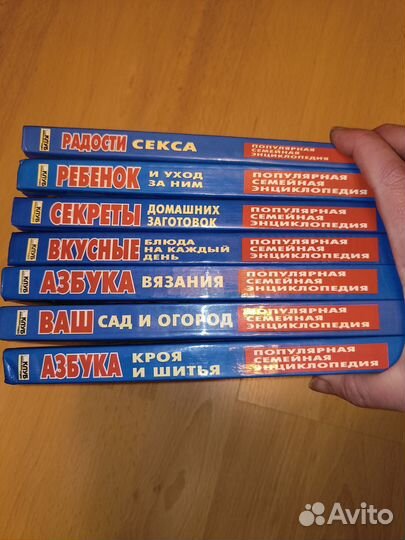 РАДОСТИ СЕКСА
ПОПУЛЯРНАЯ
СЕМЕЙНАЯ
ЭНЦИКЛОПЕДИЯ
РЕБЕНОК И УХОД
ЗА НИМ
ПОПУЛЯРНАЯ
СЕМЕЙНАЯ
ЭНЦИКЛОПЕДИЯ
СЕКРЕТЫ ДОМАШНИХ
ЗАГОТОВОК
ПОПУЛЯРНАЯ
СЕМЕЙНАЯ
ЭНЦИКЛОПЕДИЯ
ВКУСНЫЕ БЛЮДА
НА КАЖДЫЙ
ДЕНЬ
ПОПУЛЯРНАЯ
СЕМЕЙНАЯ
ЭНЦИКЛОПЕДИЯ
АЗБУКА ВЯЗАНИЯ
ПОПУЛЯРНАЯ
СЕМЕЙНАЯ
ЭНЦИКЛОПЕДИЯ
ВАШ САД И ОГОРОД
ПОПУЛЯРНАЯ
СЕМЕЙНАЯ
ЭНЦИКЛОПЕДИЯ
АЗБУКА КРОЯ
И ШИТЬЯ
ПОПУЛЯРНАЯ
СЕМЕЙНАЯ
ЭНЦИКЛОПЕДИЯ
Avito